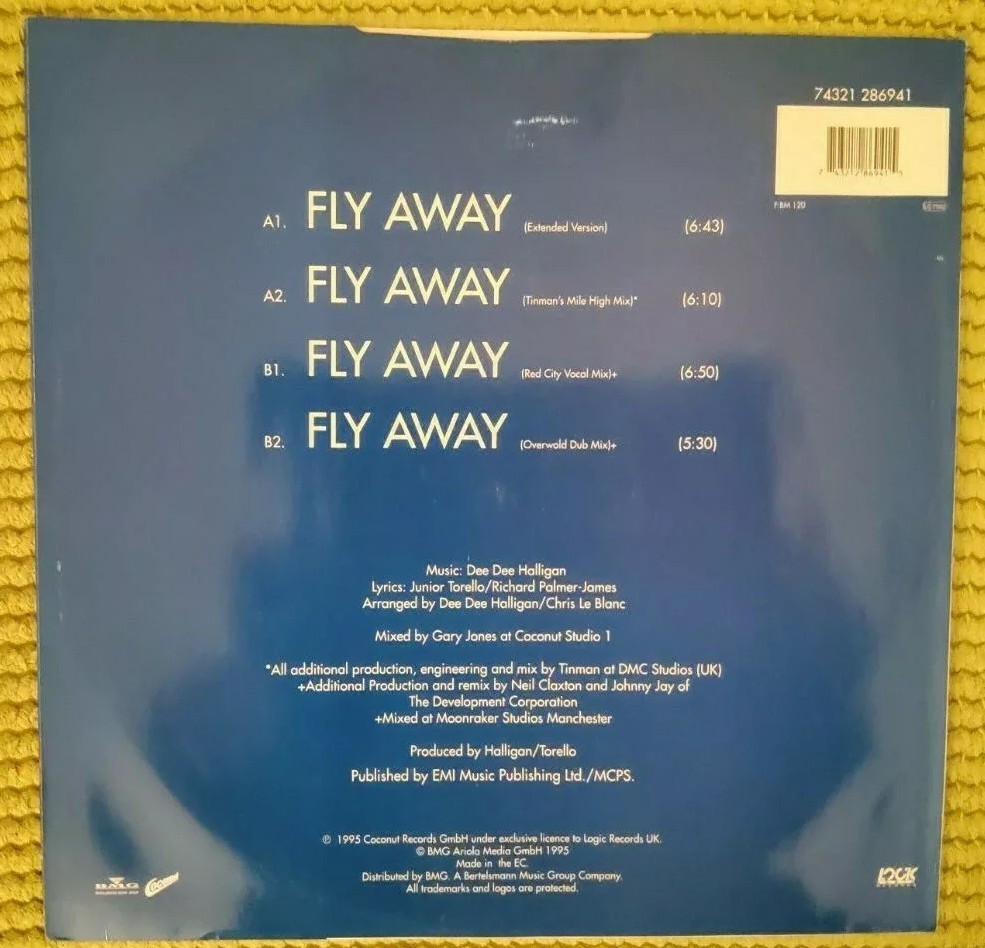 74321 286941
F:BM 120
A1. FLY AWAY (Extended Version) (6:43)
A2. FLY AWAY (Tinman's Mile High Mix)* (6:10)
B1. FLY AWAY (Red City Vocal Mix)+ (6:50)
B2. FLY AWAY (Overwold Dub Mix)+ (5:30)
Music: Dee Dee Halligan
Lyrics: Junior Torello/Richard Palmer-James
Arranged by Dee Dee Halligan/Chris Le Blanc
Mixed by Gary Jones at Coconut Studio 1
*All additional production, engineering and mix by Tinman at DMC Studios (UK)
+Additional Production and remix by Neil Claxton and Johnny Jay of
The Development Corporation
+Mixed at Moonraker Studios Manchester
Produced by Halligan/Torello
Published by EMI Music Publishing Ltd./MCPS.
℗ 1995 Coconut Records GmbH under exclusive licence to Logic Records UK.
© BMG Ariola Media GmbH 1995
Made in the EC.
Distributed by BMG. A Bertelsmann Music Group Company.
All trademarks and logos are protected.
BMG
Coconut